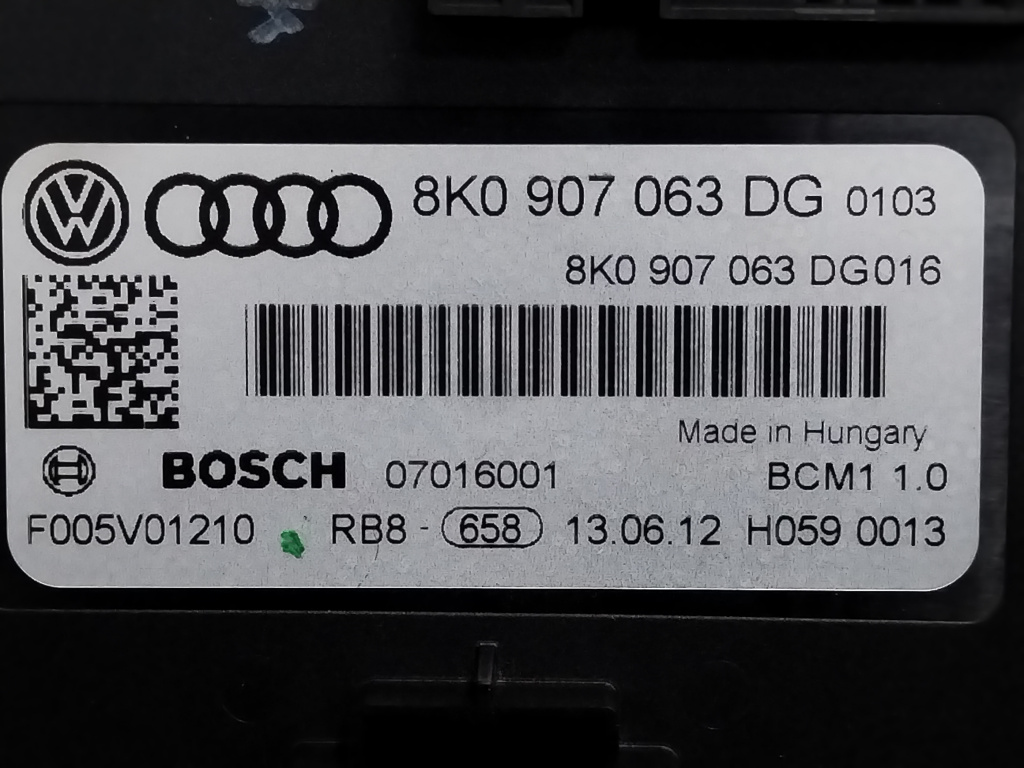 8K0 907 063 DG 0103
8K0 907 063 DG016
Made in Hungary
BOSCH 07016001 BCM1 1.0
F005V01210 RB8 - 658 13.06.12 H059 0013